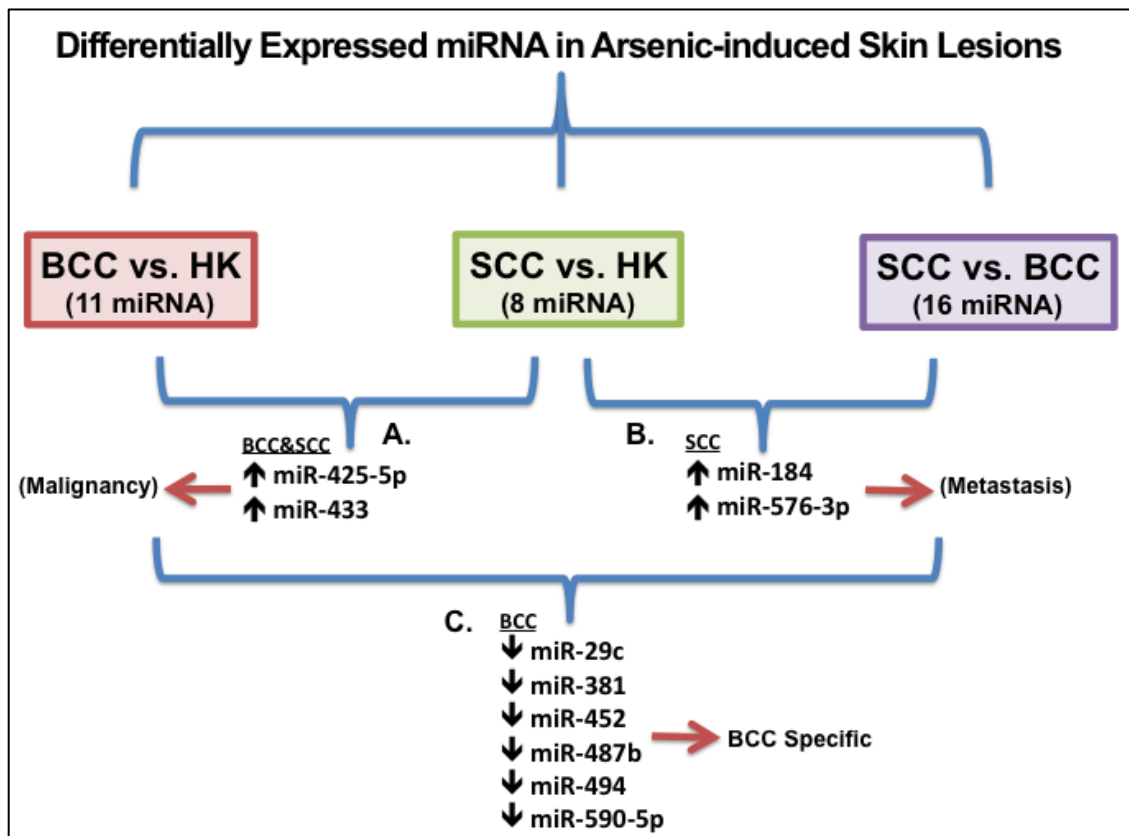 Differentially Expressed miRNA in Arsenic-induced Skin Lesions
BCC vs. HK
(11 miRNA)
SCC vs. HK
(8 miRNA)
SCC vs. BCC
(16 miRNA)
A.
BCC&SCC
↑ miR-425-5p
↑ miR-433
(Malignancy)
B.
SCC
↑ miR-184
↑ miR-576-3p
(Metastasis)
C.
BCC
↓ miR-29c
↓ miR-381
↓ miR-452
↓ miR-487b
↓ miR-494
↓ miR-590-5p
BCC Specific